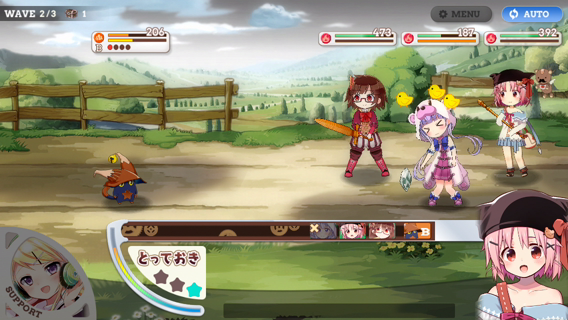 WAVE 2/3 1
MENU
AUTO
206
B
473
187
392
B
とっておき
SUPPORT